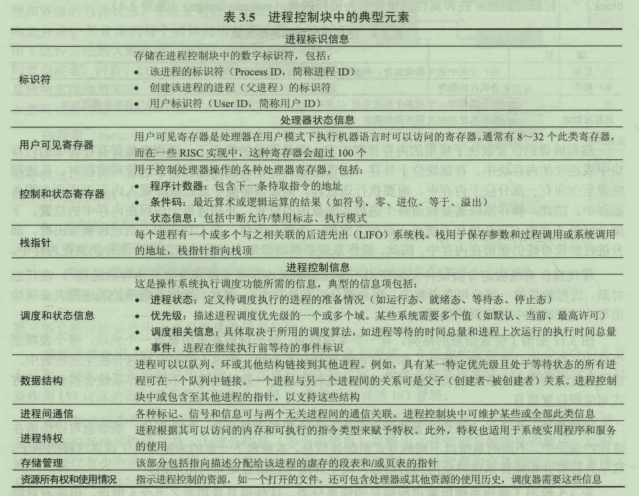 表 3.5 进程控制块中的典型元素
进程标识信息
标识符
存储在进程控制块中的数字标识符，包括：
• 该进程的标识符（Process ID，简称进程 ID）
• 创建该进程的进程（父进程）的标识符
• 用户标识符（User ID，简称用户 ID）
处理器状态信息
用户可见寄存器
用户可见寄存器是处理器在用户模式下执行机器语言时可以访问的寄存器。通常有 8～32 个此类寄存器，
而在一些 RISC 实现中，这种寄存器会超过 100 个
控制和状态寄存器
用于控制处理器操作的各种处理器寄存器，包括：
• 程序计数器：包含下一条待取指令的地址
• 条件码：最近算术或逻辑运算的结果（如符号、零、进位、等于、溢出）
• 状态信息：包括中断允许/禁用标志、执行模式
栈指针
每个进程有一个或多个与之相关联的后进先出（LIFO）系统栈。栈用于保存参数和过程调用或系统调用
的地址，栈指针指向栈顶
进程控制信息
调度和状态信息
这是操作系统执行调度功能所需的信息，典型的信息项包括：
• 进程状态：定义待调度执行的进程的准备情况（如运行态、就绪态、等待态、停止态）
• 优先级：描述进程调度优先级的一个或多个域。某些系统需要多个值（如默认、当前、最高许可）
• 调度相关信息：具体取决于所用的调度算法，如进程等待的时间总量和进程上次运行的执行时间总量
• 事件：进程在继续执行前等待的事件标识
数据结构
进程可以以队列、环或其他结构链接到其他进程。例如，具有某一特定优先级且处于等待状态的所有进
程可在一个队列中链接。一个进程与另一个进程间的关系可是父子（创建者-被创建者）关系。进程控制
块中或包含至其他进程的指针，以支持这些结构
进程间通信
各种标记、信号和信息可与两个无关进程间的通信关联。进程控制块中可维护某些或全部此类信息
进程特权
进程根据其可以访问的内存和可执行的指令类型来赋予特权。此外，特权也适用于系统实用程序和服务
的使用
存储管理
该部分包括指向描述分配给该进程的虚存的段表和/或页表的指针
资源所有权和使用情况
指示进程控制的资源，如一个打开的文件。还可包含处理器或其他资源的使用历史，调度器需要这些信息